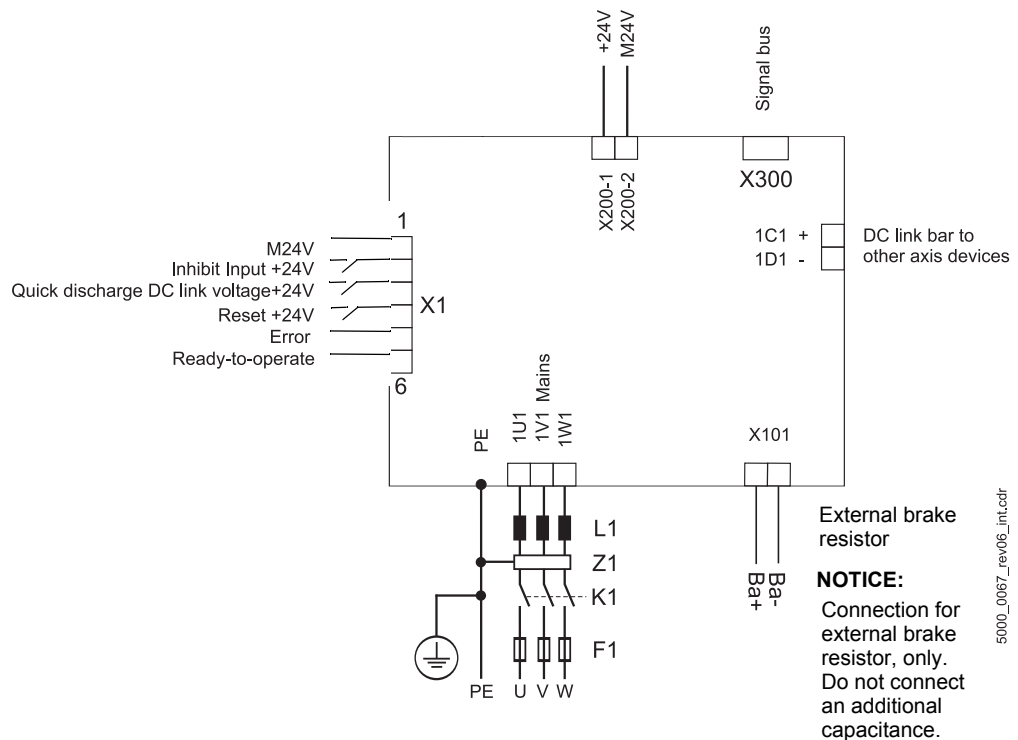 +24V
M24V
Signal bus
X200-1
X200-2
X300
1
M24V
Inhibit Input +24V
Quick discharge DC link voltage+24V
Reset +24V
Error
Ready-to-operate
X1
6
1C1 +
1D1 -
DC link bar to
other axis devices
PE
1U1
1V1 Mains
1W1
X101
L1
Z1
K1
F1
PE U V W
Ba+
Ba-
External brake
resistor
NOTICE:
Connection for
external brake
resistor, only.
Do not connect
an additional
capacitance.
5000_0067_rev06_int.cdr